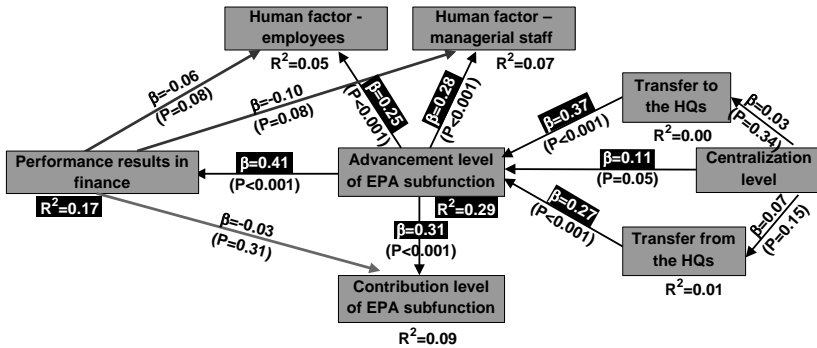 Human factor -
employees
R²=0.05
Human factor –
managerial staff
R²=0.07
β=-0.06
(P=0.08)
β=-0.10
(P=0.08)
β=0.25
(P<0.001)
β=0.28
(P<0.001)
Transfer to
the HQs
R²=0.00
β=0.37
(P<0.001)
β=0.03
(P=0.34)
Performance results in
finance
R²=0.17
β=0.41
(P<0.001)
Advancement level
of EPA subfunction
R²=0.29
β=0.11
(P=0.05)
Centralization
level
β=-0.03
(P=0.31)
β=0.31
(P<0.001)
β=0.27
(P<0.001)
β=0.07
(P=0.15)
Transfer from
the HQs
R²=0.01
Contribution level
of EPA subfunction
R²=0.09